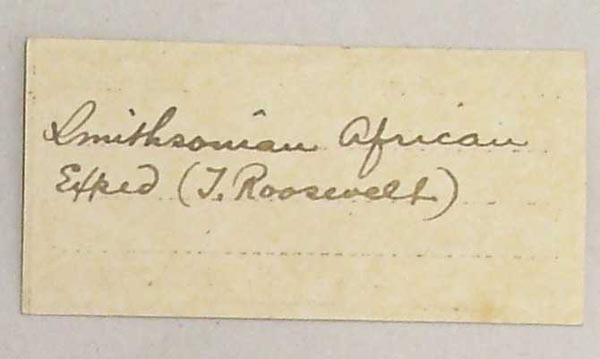 Smithsonian African
Exped (T. Roosevelt)